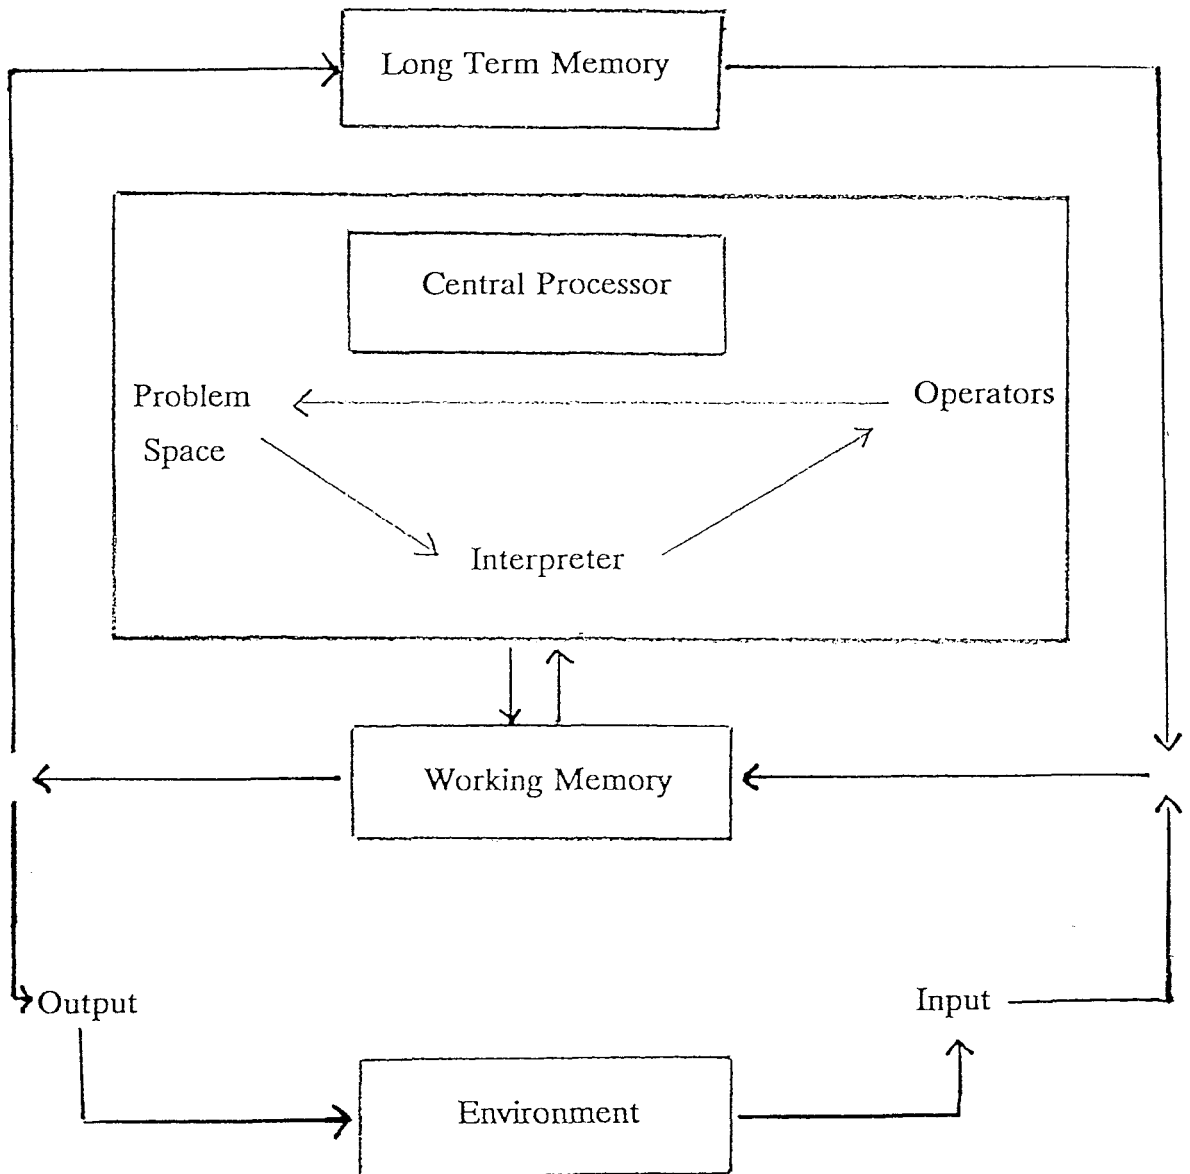 Long Term Memory
Central Processor
Problem
Space
Operators
Interpreter
Working Memory
Output
Input
Environment